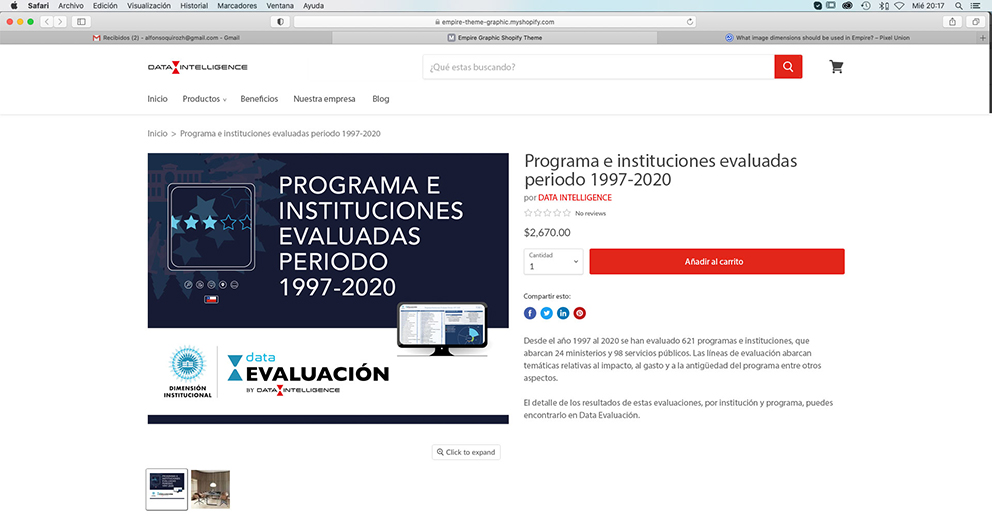 Safari Archivo Edición Visualización Historial Marcadores Ventana Ayuda
Mié 20:17
empire-theme-graphic.myshopify.com
Recibidos (2) - alfonsoquirozh@gmail.com - Gmail
Empire Graphic Shopify Theme
What image dimensions should be used in Empire? – Pixel Union
DATA INTELLIGENCE
¿Qué estas buscando?
Inicio Productos Beneficios Nuestra empresa Blog
Inicio > Programa e instituciones evaluadas periodo 1997-2020
PROGRAMA E
INSTITUCIONES
EVALUADAS
PERIODO
1997-2020
DIMENSIÓN
INSTITUCIONAL
data
EVALUACIÓN
BY DATA INTELLIGENCE
Click to expand
Programa e instituciones evaluadas
periodo 1997-2020
por DATA INTELLIGENCE
No reviews
$2,670.00
Cantidad
1
Añadir al carrito
Compartir esto:
Desde el año 1997 al 2020 se han evaluado 621 programas e instituciones, que
abarcan 24 ministerios y 98 servicios públicos. Las líneas de evaluación abarcan
temáticas relativas al impacto, al gasto y a la antigüedad del programa entre otros
aspectos.
El detalle de los resultados de estas evaluaciones, por institución y programa, puedes
encontrarlo en Data Evaluación.